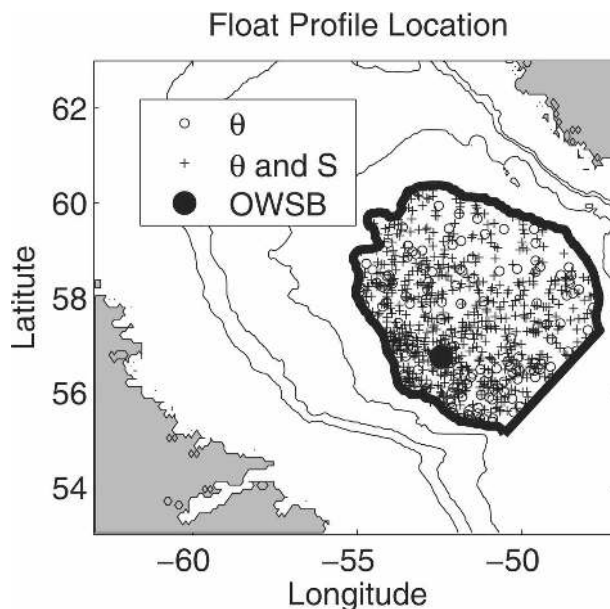 Float Profile Location
62
60
58
56
54
Latitute
θ
θ and S
OWSB
−60
−55
−50
Longitude